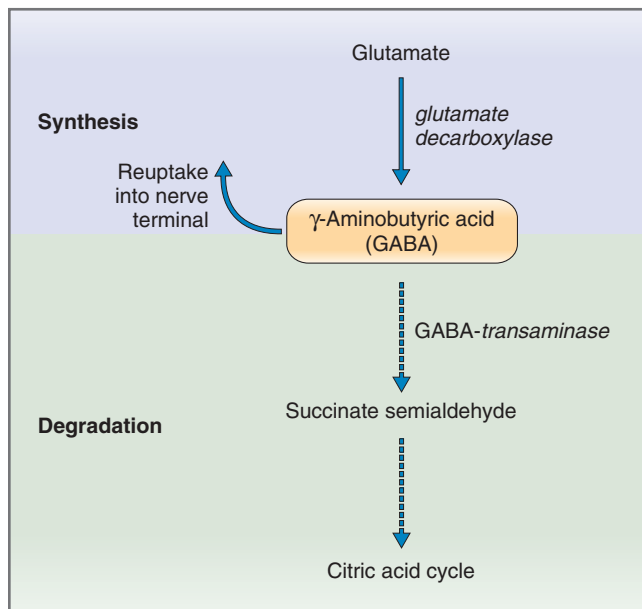 Glutamate
Synthesis
glutamate
decarboxylase
Reuptake
into nerve
terminal
γ-Aminobutyric acid
(GABA)
GABA-transaminase
Succinate semialdehyde
Degradation
Citric acid cycle